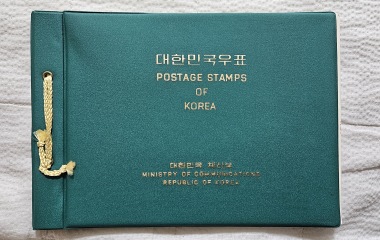 대한민국우표
POSTAGE STAMPS
OF
KOREA
대한민국 체신부
MINISTRY OF COMMUNICATIONS
REPUBLIC OF KOREA